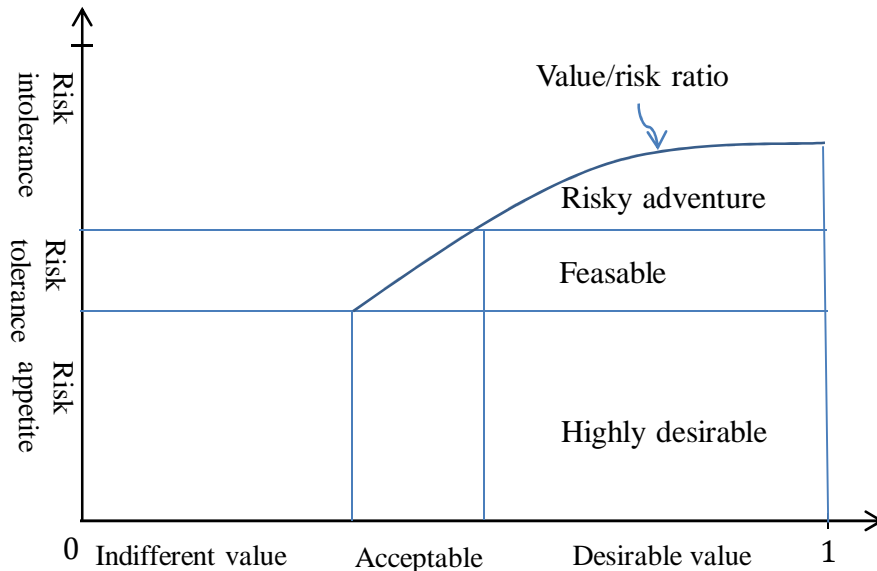 Value/risk ratio
Risk
intolerance
Risky adventure
Risk
tolerance
Feasable
Risk
appetite
Highly desirable
0
Indifferent value
Acceptable
Desirable value
1